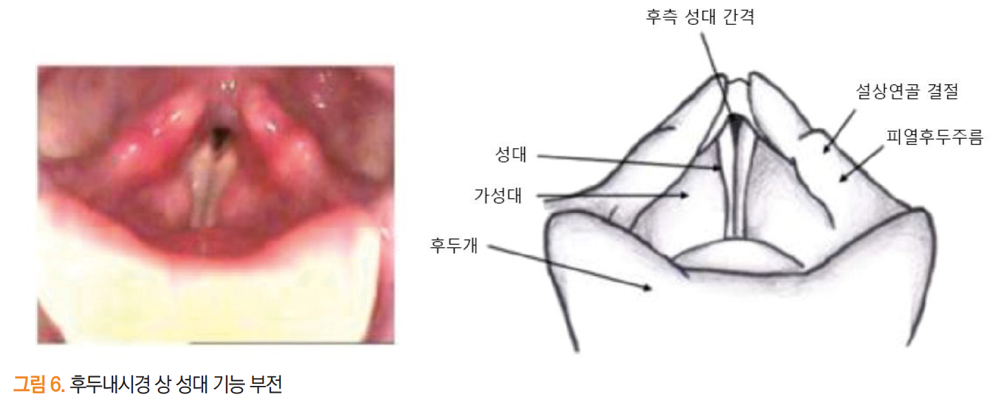 후측 성대 간격
설상연골 결절
피열후두주름
성대
가성대
후두개
그림 6. 후두내시경 상 성대 기능 부전